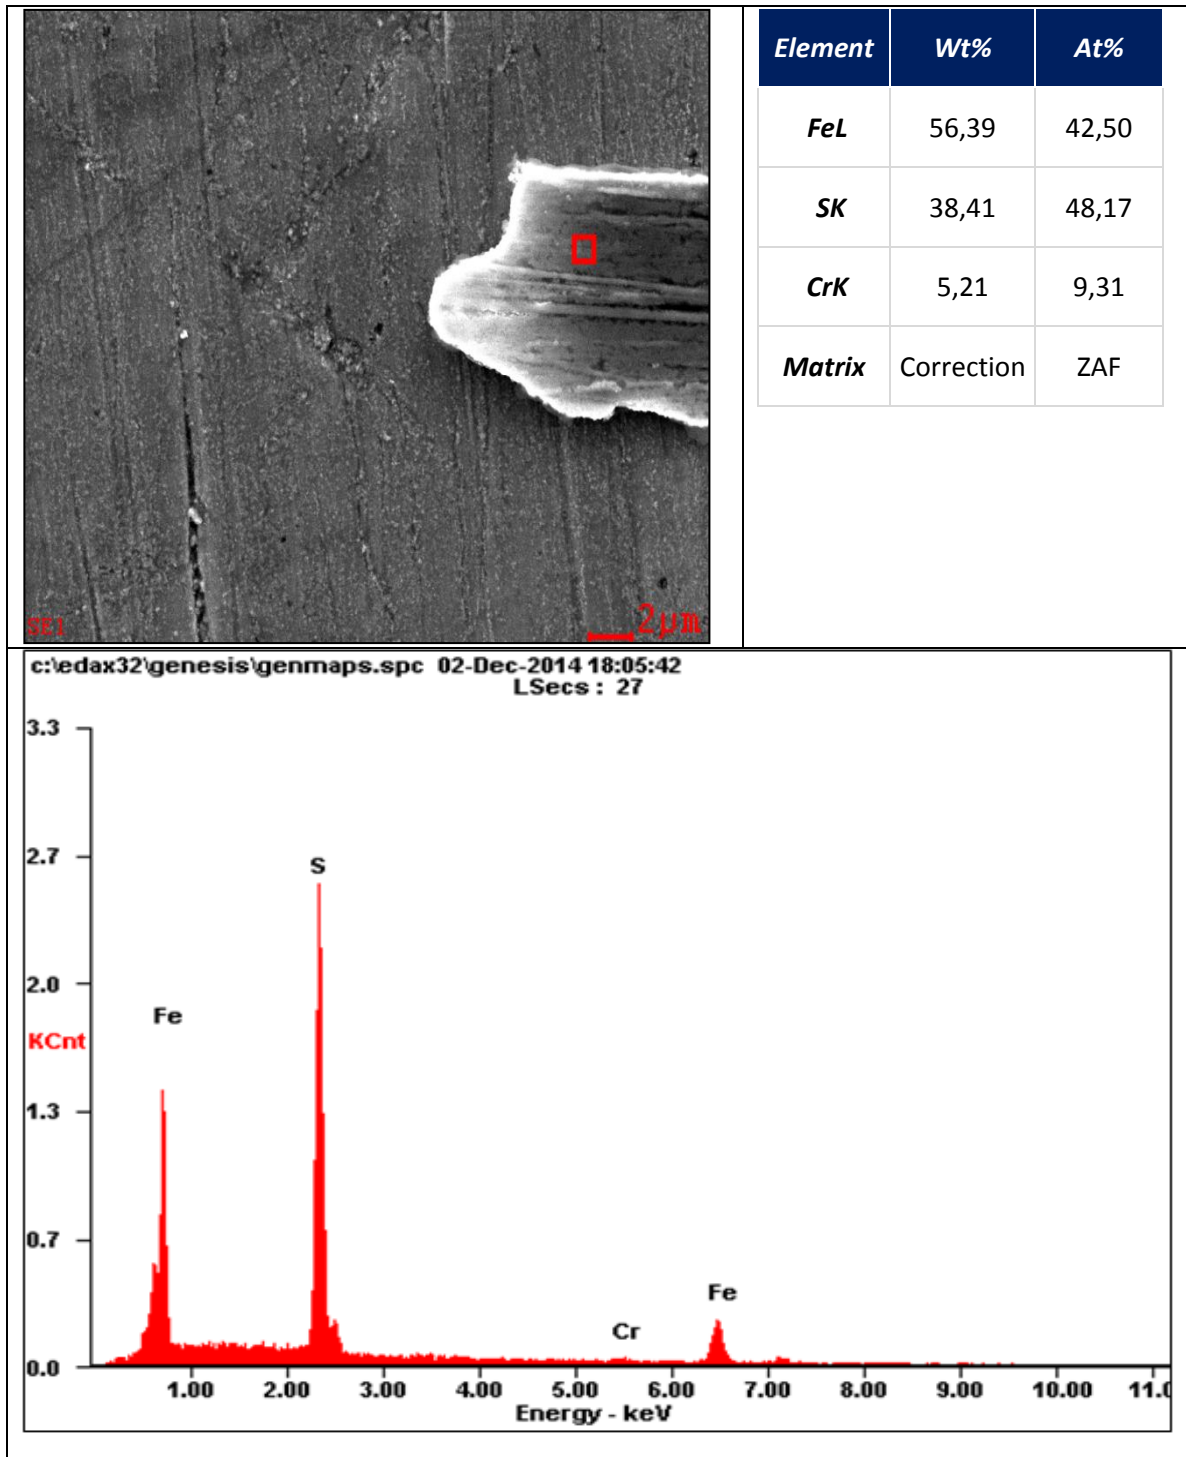 SE1
2µm
Element Wt% At%
FeL 56,39 42,50
SK 38,41 48,17
CrK 5,21 9,31
Matrix Correction ZAF
c:\edax32\genesis\genmaps.spc 02-Dec-2014 18:05:42
LSecs : 27
3.3
2.7
S
2.0
Fe
KCnt
1.3
0.7
Fe
Cr
0.0
1.00 2.00 3.00 4.00 5.00 6.00 7.00 8.00 9.00 10.00 11.0
Energy - keV